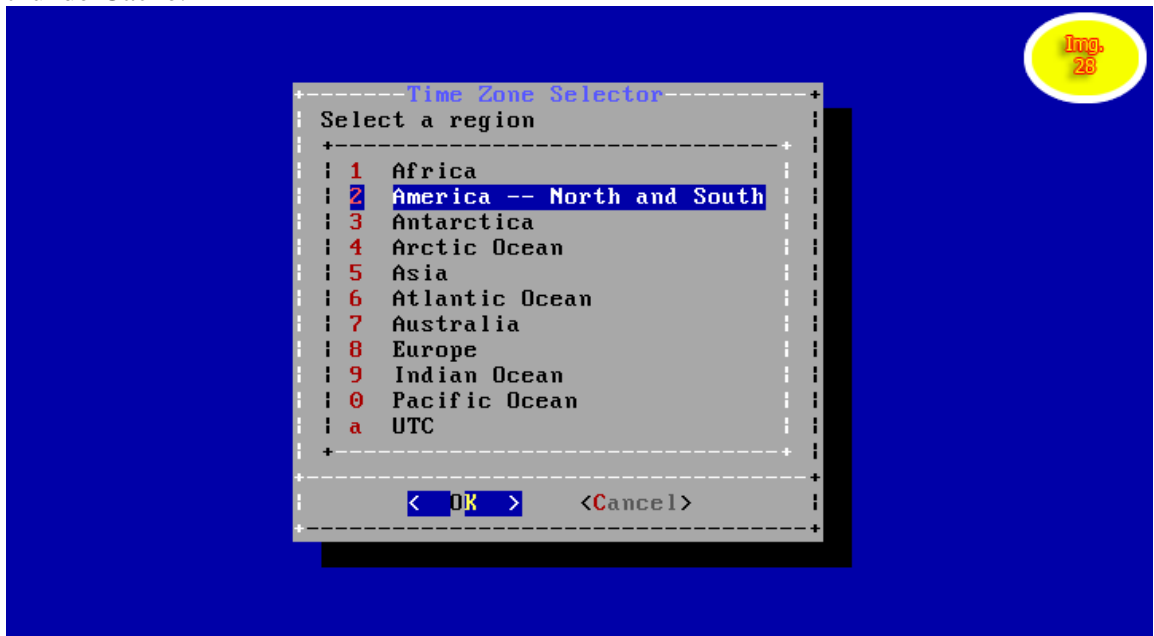 Img.
28
Time Zone Selector
Select a region
1 Africa
2 America -- North and South
3 Antarctica
4 Arctic Ocean
5 Asia
6 Atlantic Ocean
7 Australia
8 Europe
9 Indian Ocean
0 Pacific Ocean
a UTC
< OK > <Cancel>